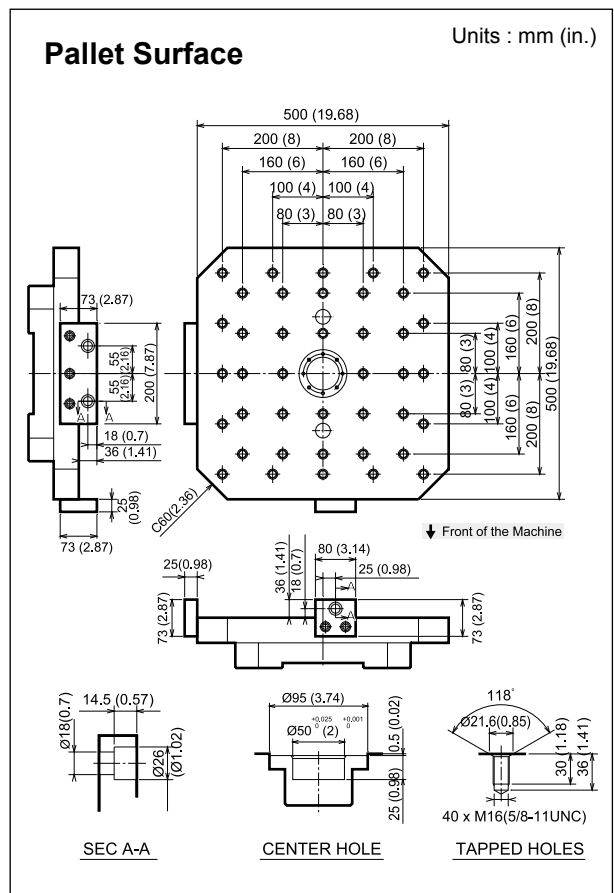 Pallet Surface
Units : mm (in.)
500 (19.68)
200 (8) 200 (8)
160 (6) 160 (6)
100 (4) 100 (4)
80 (3) 80 (3)
73 (2.87)
55 (2.16)
55 (2.16)
200 (7.87)
A A
18 (0.7)
36 (1.41)
25 (0.98)
73 (2.87)
80 (3)
80 (3)
100 (4)
100 (4)
160 (6)
160 (6)
200 (8)
200 (8)
500 (19.68)
C60(2.36)
↓ Front of the Machine
25(0.98)
36 (1.41)
18 (0.7)
80 (3.14)
25 (0.98)
A
A
73 (2.87)
73 (2.87)
14.5 (0.57)
Ø18(0.7)
Ø26 (Ø1.02)
SEC A-A
Ø95 (3.74)
Ø50 +0.025 0 (2) +0.001 0
0.5 (0.02)
25 (0.98)
CENTER HOLE
118°
Ø21.6(0.85)
30 (1.18)
36 (1.41)
40 x M16(5/8-11UNC)
TAPPED HOLES